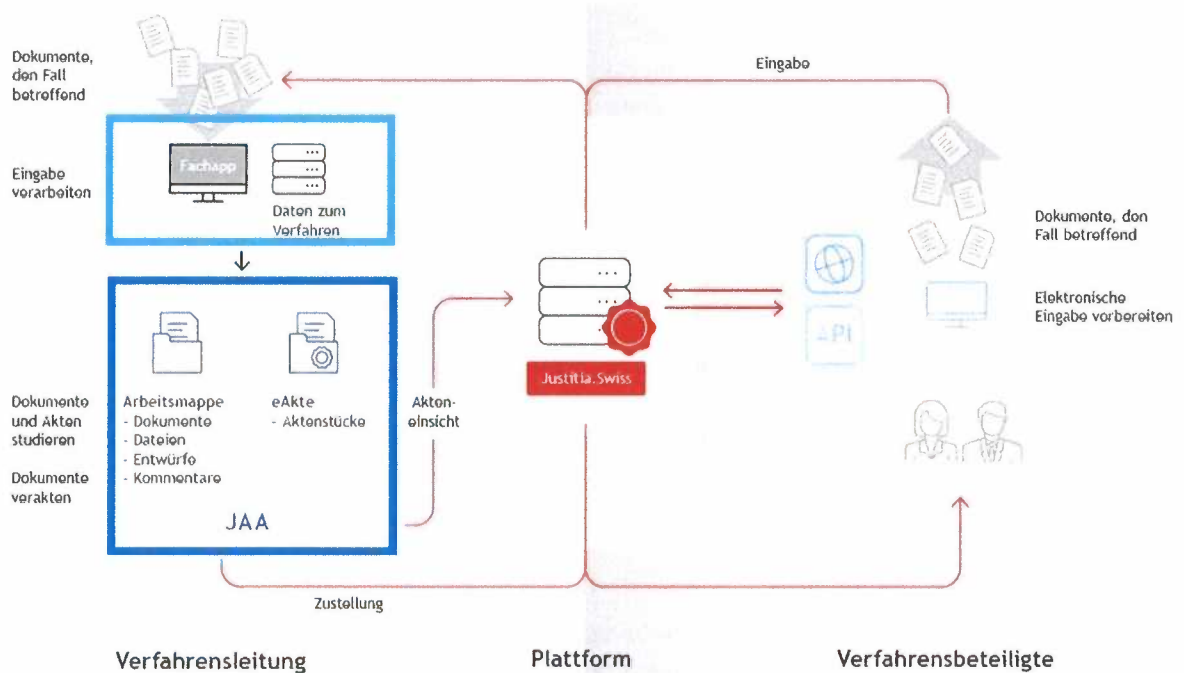 Dokumente,
den Fall
betreffend
Eingabe
Fachapp
Eingabe
verarbeiten
Daten zum
Verfahren
Dokumente, den
Fall betreffend
Elektronische
Eingabe vorbereiten
API
Justitia.Swiss
Dokumente
und Akten
studieren
Dokumente
verakten
Arbeitsmappe
- Dokumente
- Dateien
- Entwürfe
- Kommentare
eAkte
- Aktenstücke
JAA
Akten-
einsicht
Zustellung
Verfahrensleitung
Plattform
Verfahrensbeteiligte